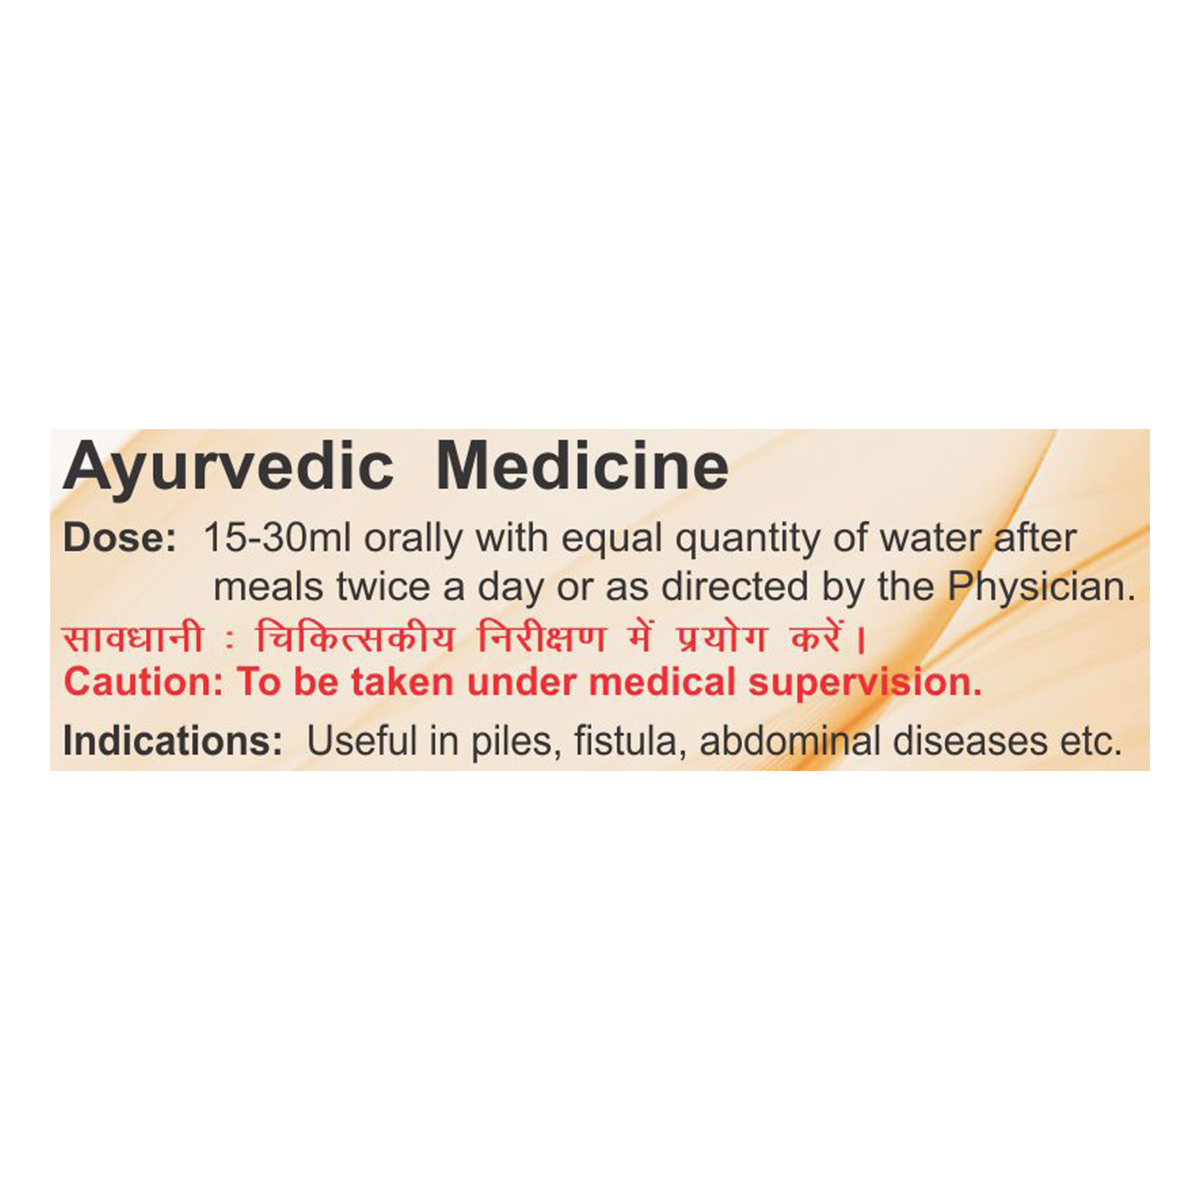 Ayurvedic Medicine
Dose: 15-30ml orally with equal quantity of water after
meals twice a day or as directed by the Physician.
सावधानी : चिकित्सकीय निरीक्षण में प्रयोग करें।
Caution: To be taken under medical supervision.
Indications: Useful in piles, fistula, abdominal diseases etc.